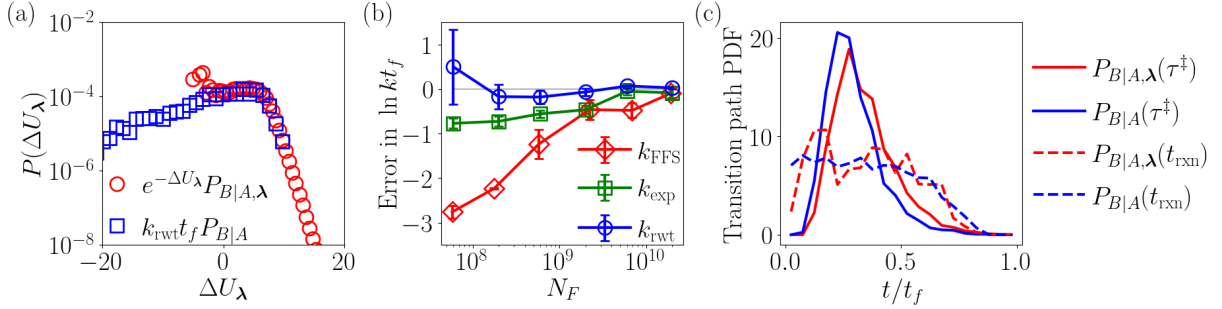 (a)
10^{-2}
10^{-4}
10^{-6}
10^{-8}
P(ΔU_λ)
−20
0
20
ΔU_λ
e^{−ΔU_λ} P_{B|A,λ}
k_{rwt} t_f P_{B|A}
(b)
1
0
−1
−2
−3
Error in ln kt_f
10^8
10^9
10^{10}
N_F
k_{FFS}
k_{exp}
k_{rwt}
(c)
20
10
0
Transition path PDF
0.0
0.5
1.0
t/t_f
P_{B|A,λ}(τ^‡)
P_{B|A}(τ^‡)
P_{B|A,λ}(t_{rxn})
P_{B|A}(t_{rxn})